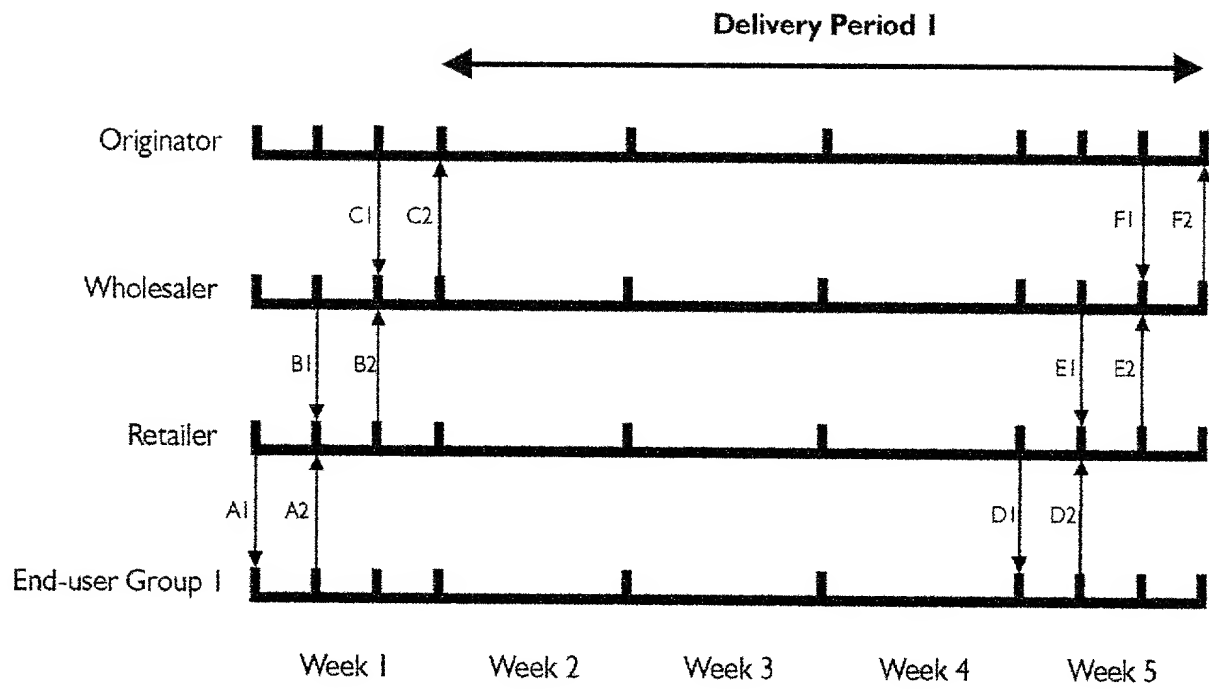 Delivery Period 1
Originator
C1 C2 F1 F2
Wholesaler
B1 B2 E1 E2
Retailer
A1 A2 D1 D2
End-user Group 1
Week 1 Week 2 Week 3 Week 4 Week 5